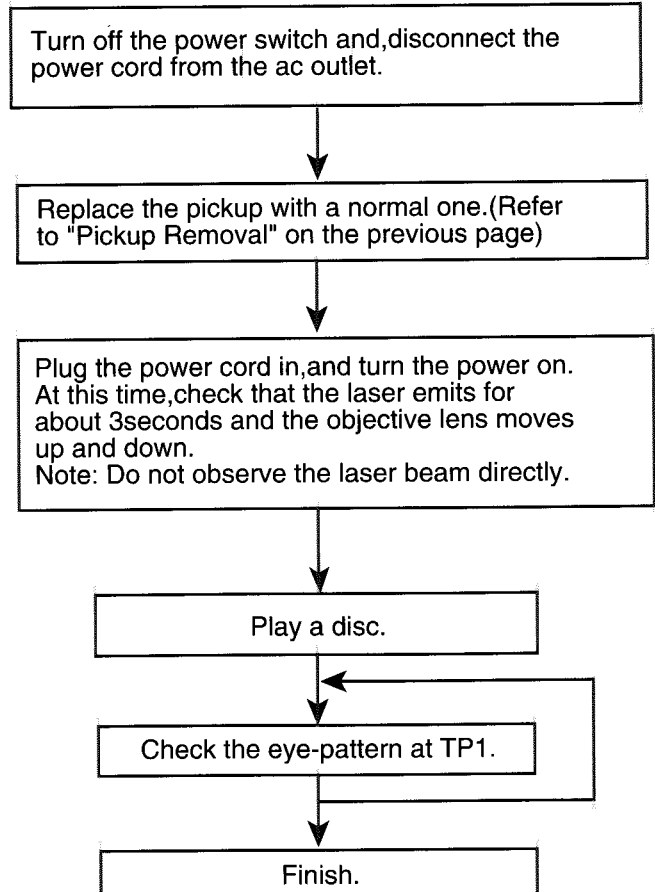 Turn off the power switch and,disconnect the
power cord from the ac outlet.
Replace the pickup with a normal one.(Refer
to "Pickup Removal" on the previous page)
Plug the power cord in,and turn the power on.
At this time,check that the laser emits for
about 3seconds and the objective lens moves
up and down.
Note: Do not observe the laser beam directly.
Play a disc.
Check the eye-pattern at TP1.
Finish.